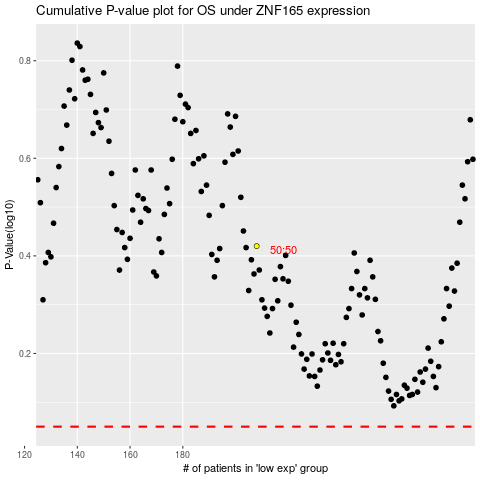 Cumulative P-value plot for OS under ZNF165 expression
P-Value(log10)
0.8
0.6
0.4
0.2
50:50
120 140 160 180
# of patients in 'low exp' group